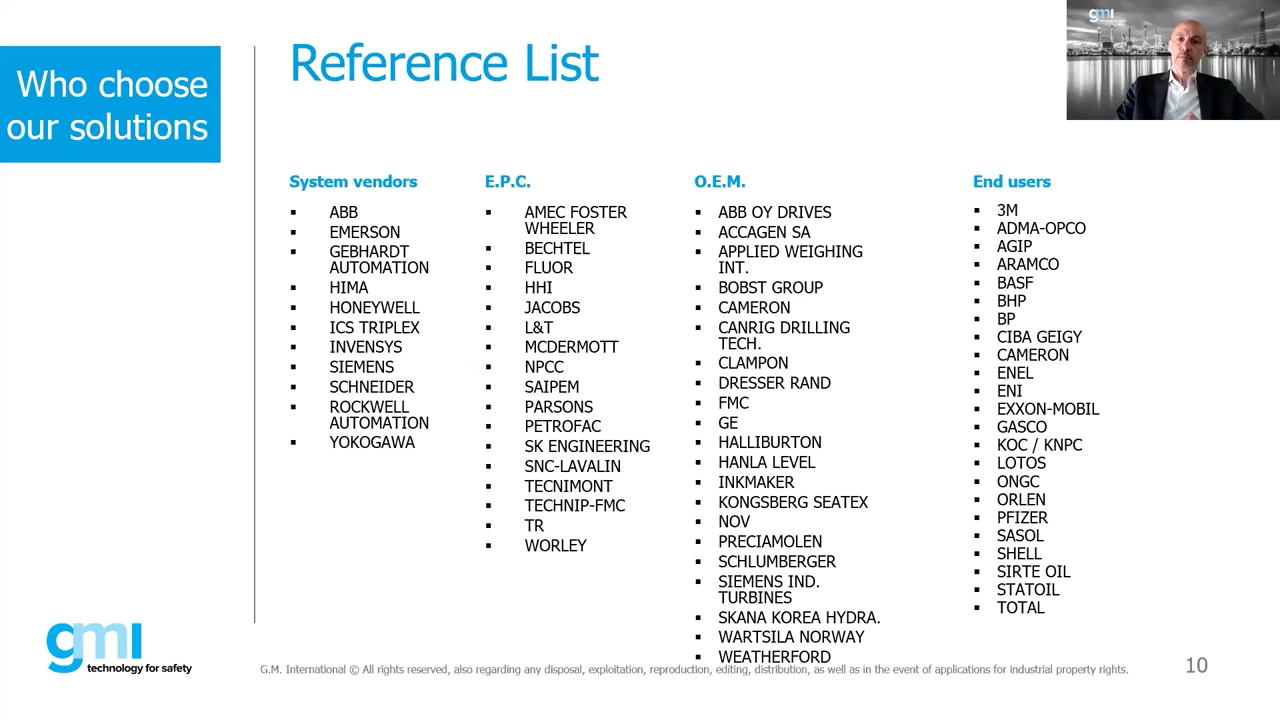 Who choose
our solutions
Reference List
gmi
System vendors
ABB
EMERSON
GEBHARDT
AUTOMATION
HIMA
HONEYWELL
ICS TRIPLEX
INVENSYS
SIEMENS
SCHNEIDER
ROCKWELL
AUTOMATION
YOKOGAWA
E.P.C.
AMEC FOSTER
WHEELER
BECHTEL
FLUOR
HHI
JACOBS
L&T
MCDERMOTT
NPCC
SAIPEM
PARSONS
PETROFAC
SK ENGINEERING
SNC-LAVALIN
TECNIMONT
TECHNIP-FMC
TR
WORLEY
O.E.M.
ABB OY DRIVES
ACCAGEN SA
APPLIED WEIGHING
INT.
BOBST GROUP
CAMERON
CANRIG DRILLING
TECH.
CLAMPON
DRESSER RAND
FMC
GE
HALLIBURTON
HANLA LEVEL
INKMAKER
KONGSBERG SEATEX
NOV
PRECIAMOLEN
SCHLUMBERGER
SIEMENS IND.
TURBINES
SKANA KOREA HYDRA.
WARTSILA NORWAY
WEATHERFORD
End users
3M
ADMA-OPCO
AGIP
ARAMCO
BASF
BHP
BP
CIBA GEIGY
CAMERON
ENEL
ENI
EXXON-MOBIL
GASCO
KOC / KNPC
LOTOS
ONGC
ORLEN
PFIZER
SASOL
SHELL
SIRTE OIL
STATOIL
TOTAL
gmi
technology for safety
G.M. International © All rights reserved, also regarding any disposal, exploitation, reproduction, editing, distribution, as well as in the event of applications for industrial property rights.
10